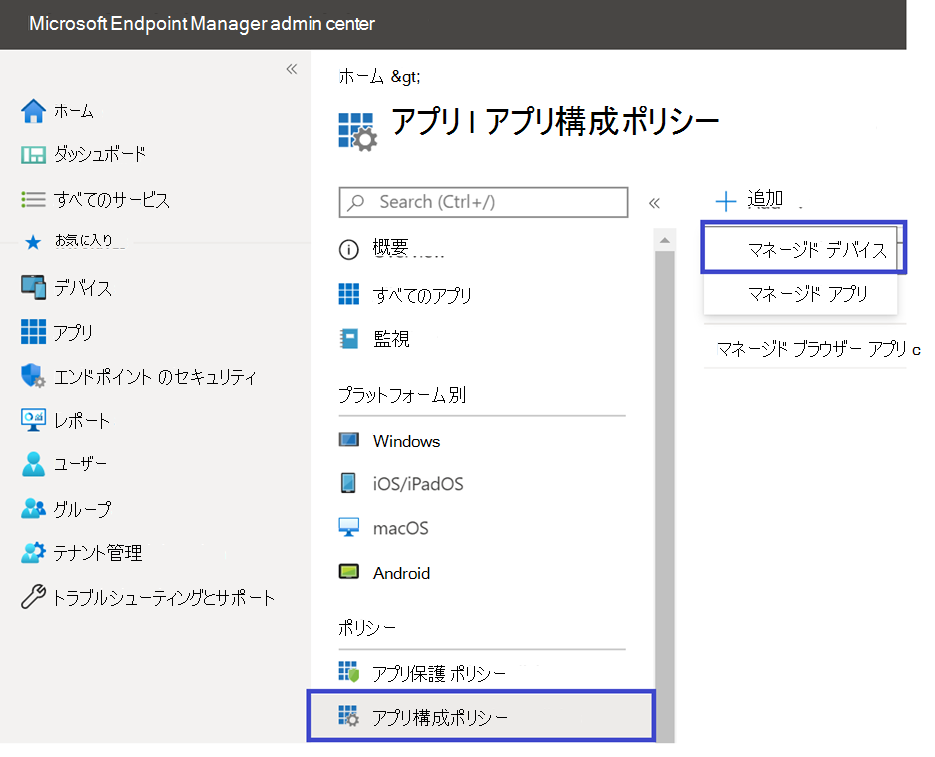 Microsoft Endpoint Manager admin center
«
ホーム
ダッシュボード
すべてのサービス
お気に入り
デバイス
アプリ
エンドポイント のセキュリティ
レポート
ユーザー
グループ
テナント管理
トラブルシューティングとサポート
ホーム &gt;
アプリ | アプリ構成ポリシー
Search (Ctrl+/)
«
概要
すべてのアプリ
監視
プラットフォーム別
Windows
iOS/iPadOS
macOS
Android
ポリシー
アプリ保護 ポリシー
アプリ構成ポリシー
追加
マネージド デバイス
マネージド アプリ
マネージド ブラウザー アプリ c